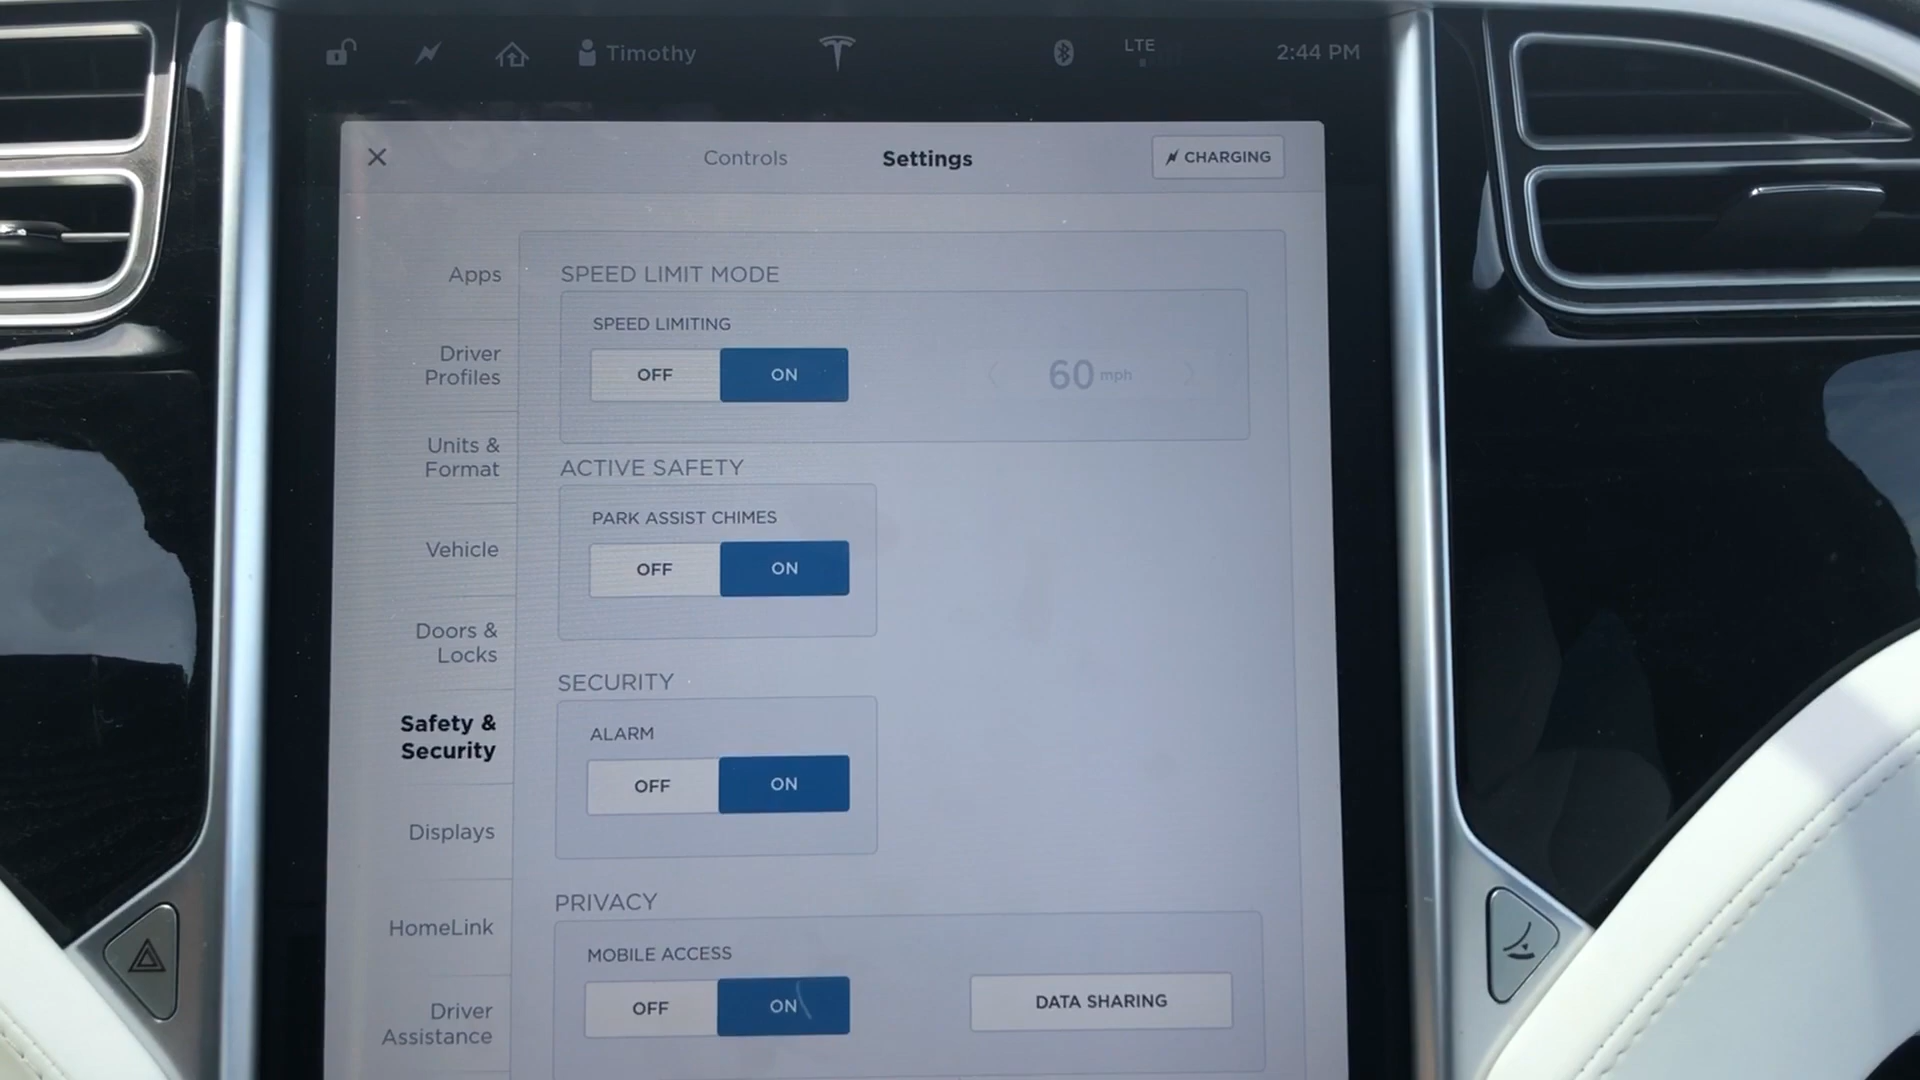 Timothy
LTE
2:44 PM
Controls
Settings
CHARGING
Apps
Driver
Profiles
Units &
Format
Vehicle
Doors &
Locks
Safety &
Security
Displays
HomeLink
Driver
Assistance
SPEED LIMIT MODE
SPEED LIMITING
OFF
ON
60 mph
ACTIVE SAFETY
PARK ASSIST CHIMES
OFF
ON
SECURITY
ALARM
OFF
ON
PRIVACY
MOBILE ACCESS
OFF
ON
DATA SHARING